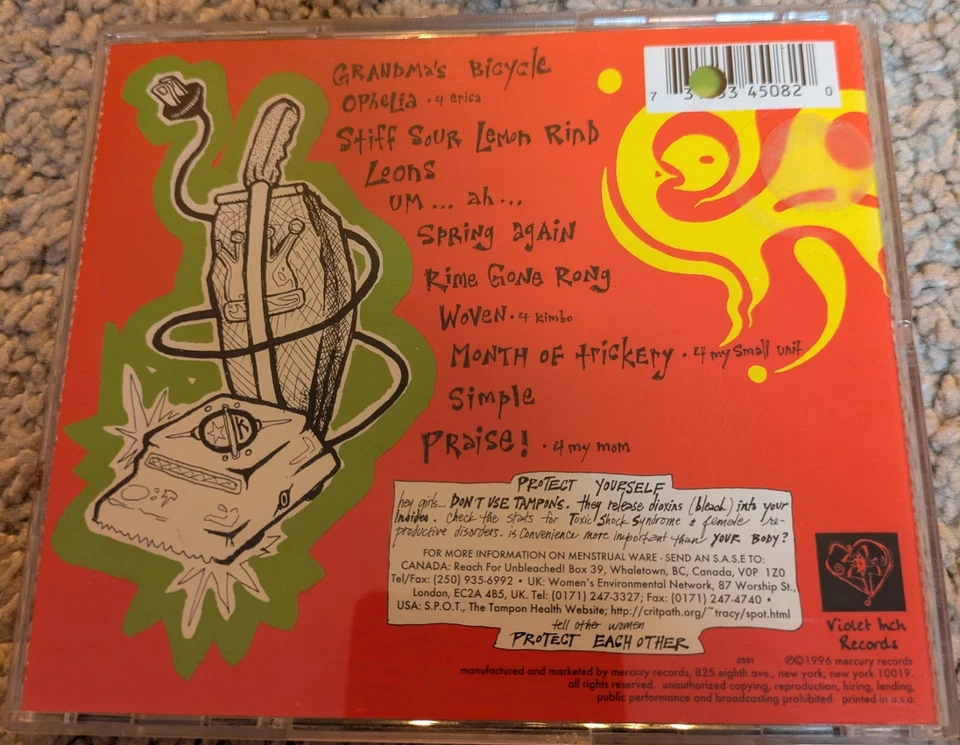 GRANDMA'S BICYCLE
OPHELIA · 4 erica
STIFF SOUR LEMON RIND
LOONS
UM ... ah ...
SPRING AGAIN
RIME GONE RONG
WOVEN · 4 Kimbo
MONTH OF TRICKERY · 4 my small unit
Simple
PRAISE! · 4 my mom
7 45082 0
K
PROTECT YOURSELF
hey girls... DON'T USE TAMPONS. they release dioxins (bleach) into your
insides. check the stats for Toxic Shock Syndrome & female re-
productive disorders. is convenience more important than YOUR BODY?
FOR MORE INFORMATION ON MENSTRUAL WARE - SEND AN S.A.S.E TO:
CANADA: Reach For Unbleached! Box 39, Whaletown, BC, Canada, V0P 1Z0
Tel/Fax: (250) 935-6992 • UK: Women's Environmental Network, 87 Worship St.,
London, EC2A 4B5, UK. Tel: (0171) 247-3327; Fax: (0171) 247-4740 •
USA: S.P.O.T., The Tampon Health Website; http://critpath.org/~tracy/spot.html
tell other women
PROTECT EACH OTHER
Violet Inch
Records
0501 ℗©1996 mercury records
manufactured and marketed by mercury records, 825 eighth ave., new york, new york 10019.
all rights reserved. unauthorized copying, reproduction, hiring, lending,
public performance and broadcasting prohibited. printed in u.s.a.